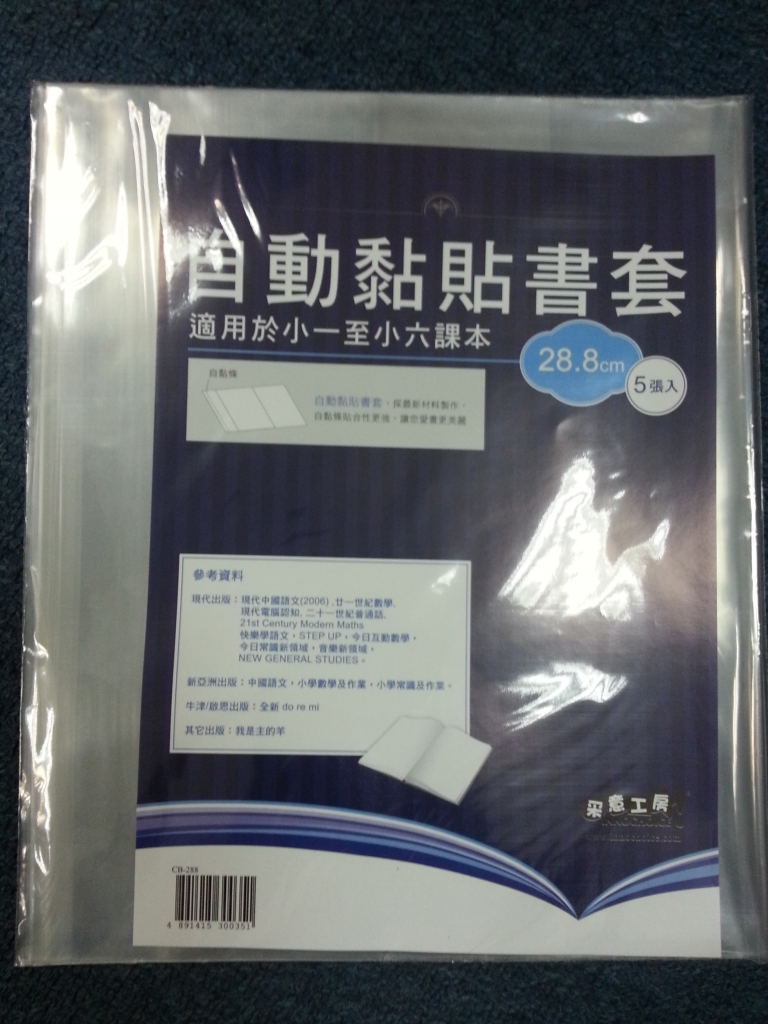 自動黏貼書套
適用於小一至小六課本
28.8cm
5張入
自黏條
自動黏貼書套，採最新材料製作，
自黏條貼合性更強，讓您愛書更美麗
參考資料
現代出版：現代中國語文(2006) ,廿一世紀數學,
現代電腦認知, 二十一世紀普通話,
21st Century Modern Maths
快樂學語文，STEP UP，今日互動數學，
今日常識新領域，音樂新領域，
NEW GENERAL STUDIES。
新亞洲出版：中國語文，小學數學及作業，小學常識及作業。
牛津/啟思出版：全新 do re mi
其它出版：我是主的羊
采意工房
CB-288
4 891415 300351